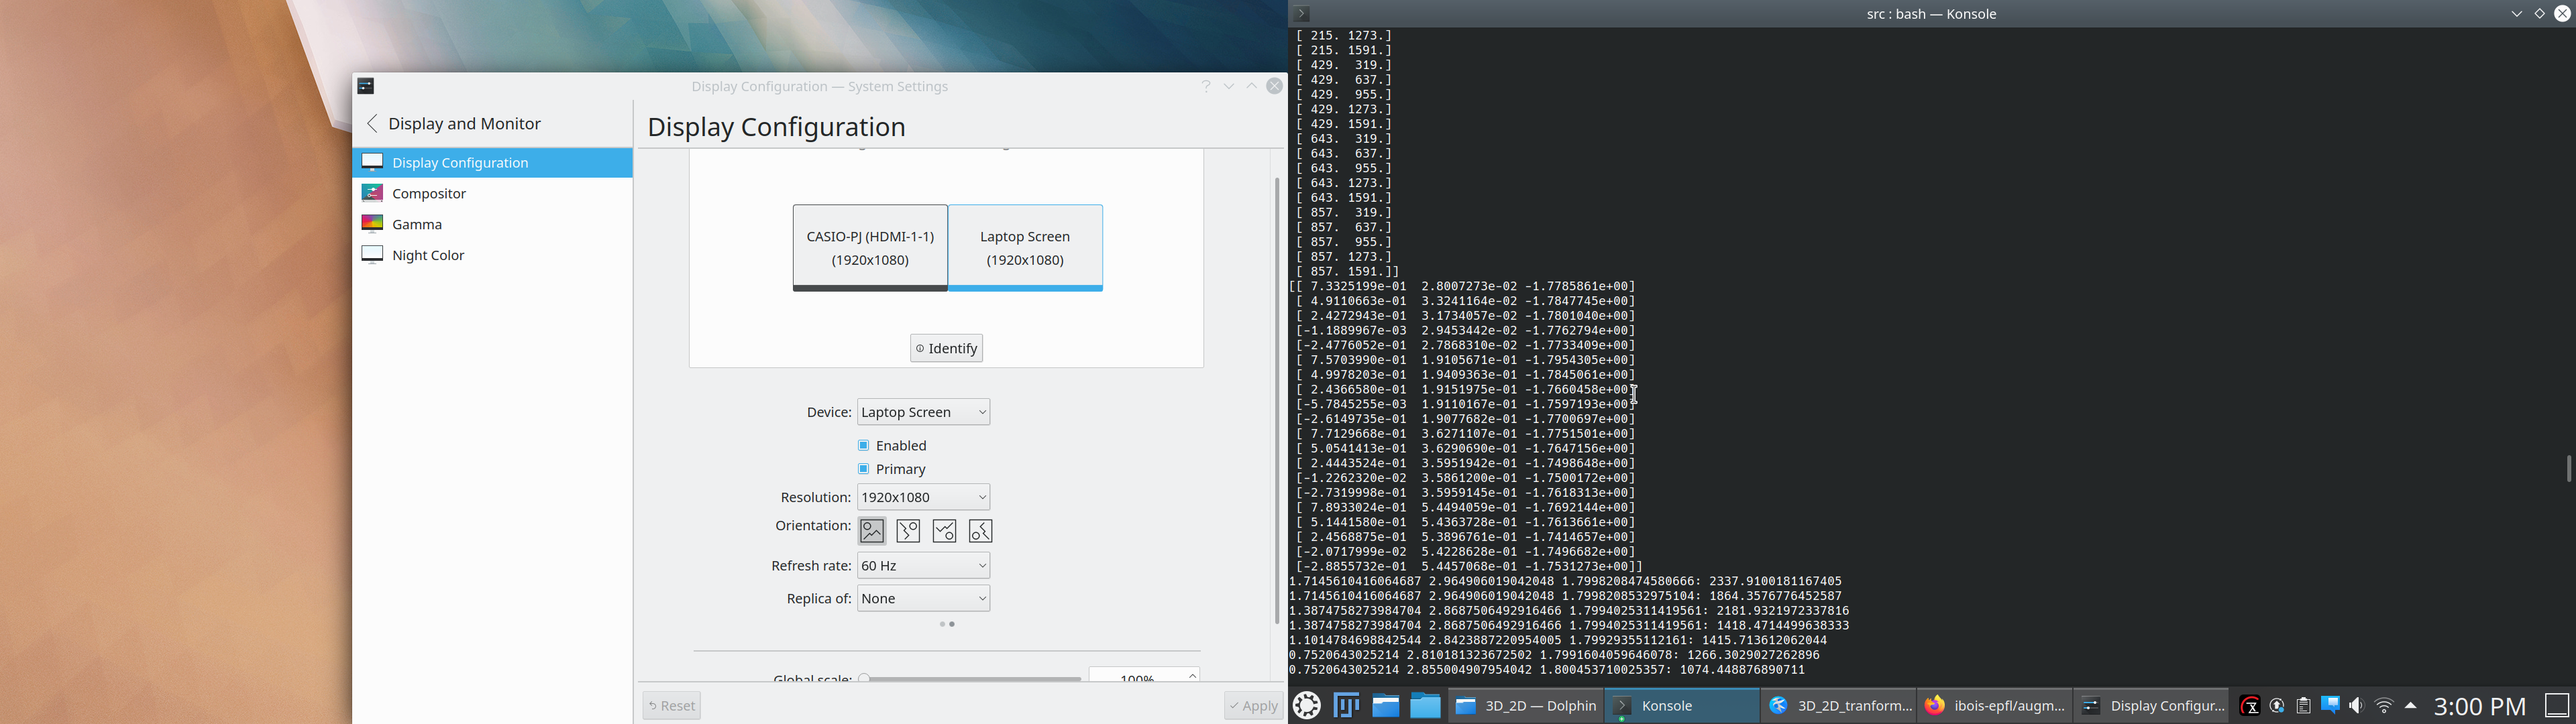 Display Configuration — System Settings
Display and Monitor
Display Configuration
Compositor
Gamma
Night Color
Display Configuration
CASIO-PJ (HDMI-1-1)
(1920x1080)
Laptop Screen
(1920x1080)
Identify
Device: Laptop Screen
Enabled
Primary
Resolution: 1920x1080
Orientation:
Refresh rate: 60 Hz
Replica of: None
Global scale: 100%
Reset
Apply
src : bash — Konsole
[ 215. 1273.]
[ 215. 1591.]
[ 429.  319.]
[ 429.  637.]
[ 429.  955.]
[ 429. 1273.]
[ 429. 1591.]
[ 643.  319.]
[ 643.  637.]
[ 643.  955.]
[ 643. 1273.]
[ 643. 1591.]
[ 857.  319.]
[ 857.  637.]
[ 857.  955.]
[ 857. 1273.]
[ 857. 1591.]]
[[ 7.3325199e-01  2.8007273e-02 -1.7785861e+00]
[ 4.9110663e-01  3.3241164e-02 -1.7847745e+00]
[ 2.4272943e-01  3.1734057e-02 -1.7801040e+00]
[-1.1889967e-03  2.9453442e-02 -1.7762794e+00]
[-2.4776052e-01  2.7868310e-02 -1.7733409e+00]
[ 7.5703990e-01  1.9105671e-01 -1.7954305e+00]
[ 4.9978203e-01  1.9409363e-01 -1.7845061e+00]
[ 2.4366580e-01  1.9151975e-01 -1.7660458e+00]
[-5.7845255e-03  1.9110167e-01 -1.7597193e+00]
[-2.6149735e-01  1.9077682e-01 -1.7700697e+00]
[ 7.7129668e-01  3.6271107e-01 -1.7751501e+00]
[ 5.0541413e-01  3.6290690e-01 -1.7647156e+00]
[ 2.4443524e-01  3.5951942e-01 -1.7498648e+00]
[-1.2262320e-02  3.5861200e-01 -1.7500172e+00]
[-2.7319998e-01  3.5959145e-01 -1.7618313e+00]
[ 7.8933024e-01  5.4494059e-01 -1.7692144e+00]
[ 5.1441580e-01  5.4363728e-01 -1.7613661e+00]
[ 2.4568875e-01  5.3896761e-01 -1.7414657e+00]
[-2.0717999e-02  5.4228628e-01 -1.7496682e+00]
[-2.8855732e-01  5.4457068e-01 -1.7531273e+00]]
1.7145610416064687 2.964906019042048 1.7998208474580666: 2337.9100181167405
1.7145610416064687 2.964906019042048 1.7998208532975104: 1864.3576776452587
1.3874758273984704 2.8687506492916466 1.7994025311419561: 2181.9321972337816
1.3874758273984704 2.8687506492916466 1.7994025311419561: 1418.4714499638333
1.1014784698842544 2.8423887220954005 1.79929355112161: 1415.713612062044
0.7520643025214 2.810181323672502 1.7991604059646078: 1266.3029027262896
0.7520643025214 2.855004907954042 1.800453710025357: 1074.448876890711
3D_2D — Dolphin
Konsole
3D_2D_tranform...
ibois-epfl/augm...
Display Configur...
3:00 PM